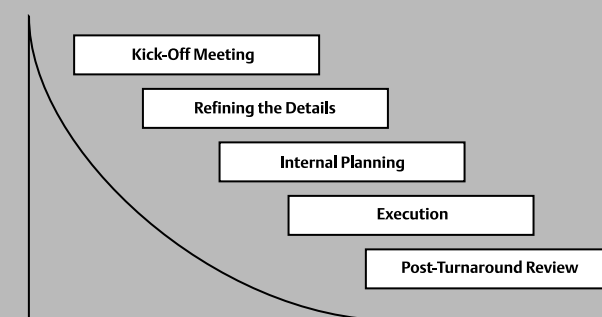 Kick-Off Meeting
Refining the Details
Internal Planning
Execution
Post-Turnaround Review